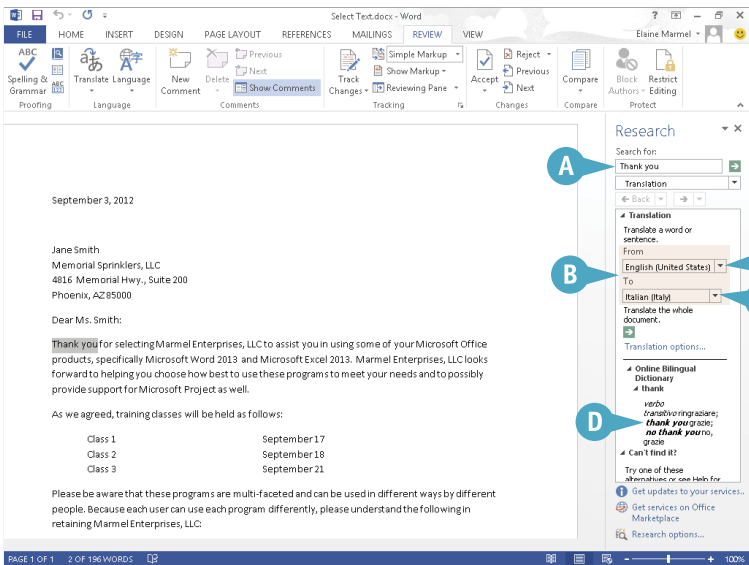 Select Text.docx - Word
FILE HOME INSERT DESIGN PAGE LAYOUT REFERENCES MAILINGS REVIEW VIEW Elaine Marmel
ABC
Spelling & Grammar
ABC 123
Proofing
Translate
Language
Language
New Comment
Delete
Previous
Next
Show Comments
Comments
Track Changes
Simple Markup
Show Markup
Reviewing Pane
Tracking
Accept
Reject
Previous
Next
Changes
Compare
Compare
Block Authors
Restrict Editing
Protect
September 3, 2012
Jane Smith
Memorial Sprinklers, LLC
4816 Memorial Hwy., Suite 200
Phoenix, AZ 85000
Dear Ms. Smith:
Thank you for selecting Marmel Enterprises, LLC to assist you in using some of your Microsoft Office
products, specifically Microsoft Word 2013 and Microsoft Excel 2013. Marmel Enterprises, LLC looks
forward to helping you choose how best to use these programs to meet your needs and to possibly
provide support for Microsoft Project as well.
As we agreed, training classes will be held as follows:
Class 1 September 17
Class 2 September 18
Class 3 September 21
Please be aware that these programs are multi-faceted and can be used in different ways by different
people. Because each user can use each program differently, please understand the following in
retaining Marmel Enterprises, LLC:
Research
Search for:
A
Thank you
Translation
Back
Translation
Translate a word or
sentence.
B
From
English (United States)
To
Italian (Italy)
Translate the whole
document.
Translation options...
Online Bilingual
Dictionary
thank
verbo
transitivo ringraziare;
D
thank you grazie;
no thank you no,
grazie
Can't find it?
Try one of these
alternatives or see Help for
Get updates to your services..
Get services on Office
Marketplace
Research options...
PAGE 1 OF 1 2 OF 196 WORDS 100%